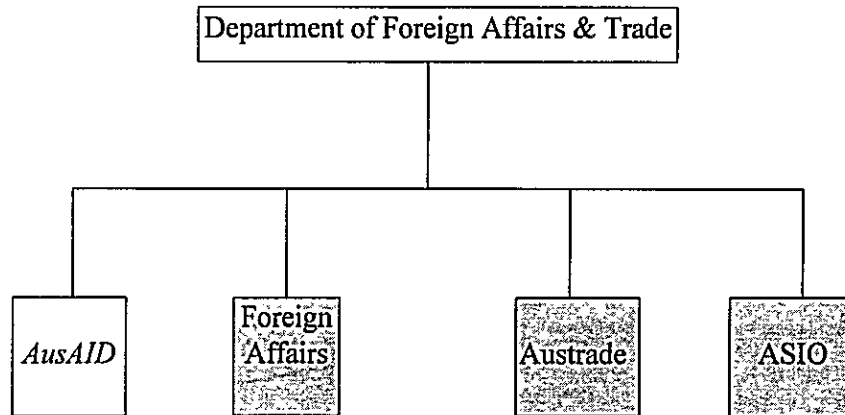 Department of Foreign Affairs & Trade
AusAID
Foreign
Affairs
Austrade
ASIO